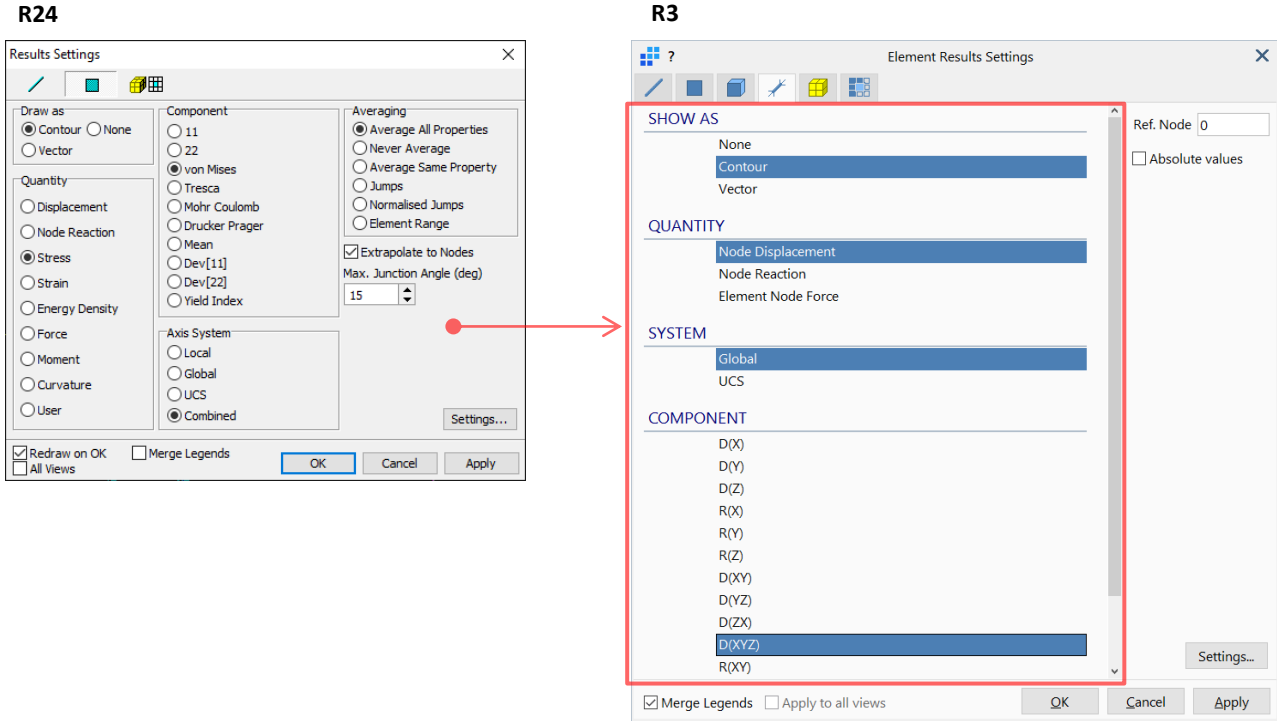 R24
Results Settings
Draw as
Contour None
Vector
Quantity
Displacement
Node Reaction
Stress
Strain
Energy Density
Force
Moment
Curvature
User
Component
11
22
von Mises
Tresca
Mohr Coulomb
Drucker Prager
Mean
Dev[11]
Dev[22]
Yield Index
Axis System
Local
Global
UCS
Combined
Averaging
Average All Properties
Never Average
Average Same Property
Jumps
Normalised Jumps
Element Range
Extrapolate to Nodes
Max. Junction Angle (deg)
15
Settings...
Redraw on OK Merge Legends
All Views
OK Cancel Apply
R3
? Element Results Settings
SHOW AS
None
Contour
Vector
QUANTITY
Node Displacement
Node Reaction
Element Node Force
SYSTEM
Global
UCS
COMPONENT
D(X)
D(Y)
D(Z)
R(X)
R(Y)
R(Z)
D(XY)
D(YZ)
D(ZX)
D(XYZ)
R(XY)
Ref. Node 0
Absolute values
Settings...
Merge Legends Apply to all views OK Cancel Apply